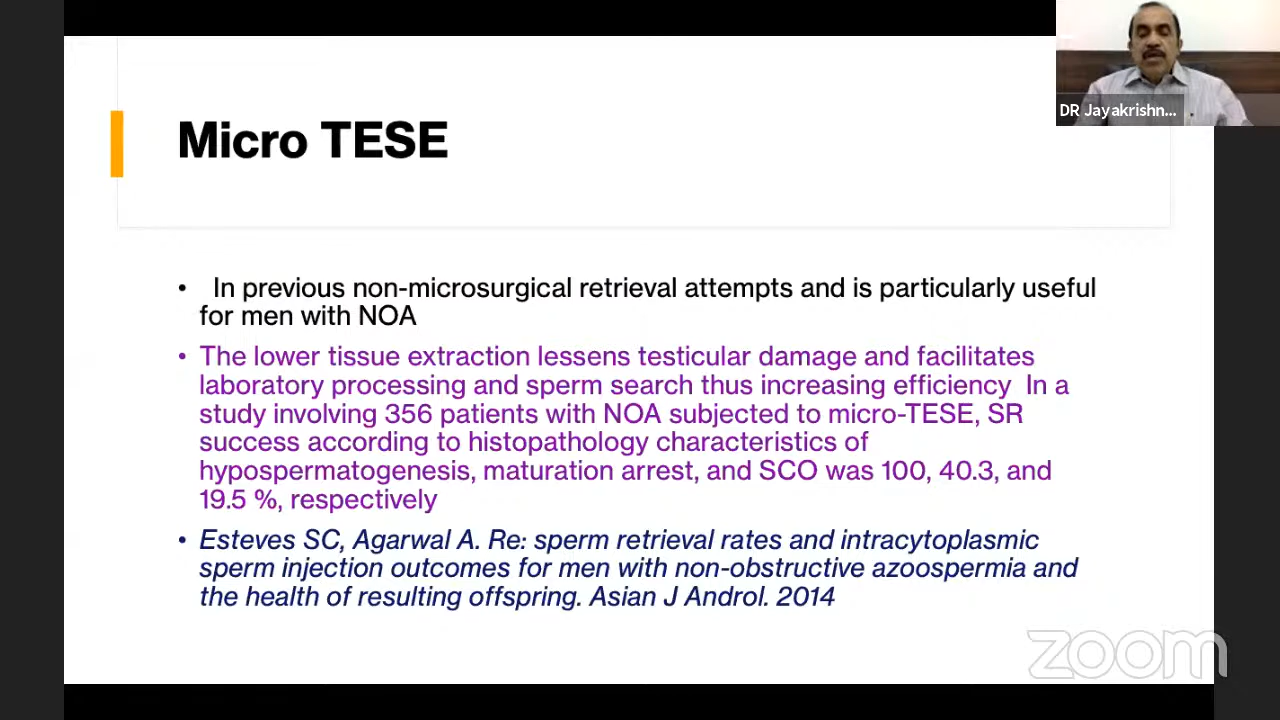 DR Jayakrishn...
Micro TESE
• In previous non-microsurgical retrieval attempts and is particularly useful
for men with NOA
• The lower tissue extraction lessens testicular damage and facilitates
laboratory processing and sperm search thus increasing efficiency In a
study involving 356 patients with NOA subjected to micro-TESE, SR
success according to histopathology characteristics of
hypospermatogenesis, maturation arrest, and SCO was 100, 40.3, and
19.5 %, respectively
• Esteves SC, Agarwal A. Re: sperm retrieval rates and intracytoplasmic
sperm injection outcomes for men with non-obstructive azoospermia and
the health of resulting offspring. Asian J Androl. 2014
zoom